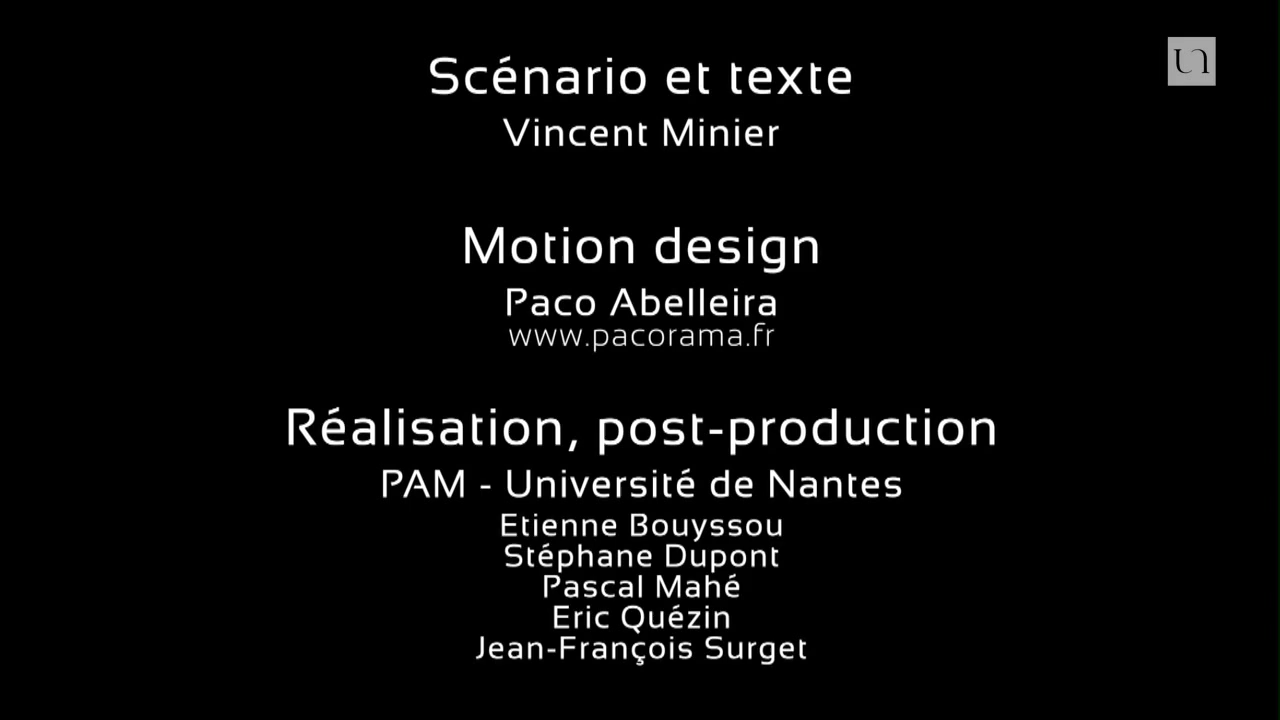 Scénario et texte
Vincent Minier
Motion design
Paco Abelleira
www.pacorama.fr
Réalisation, post-production
PAM - Université de Nantes
Etienne Bouyssou
Stéphane Dupont
Pascal Mahé
Eric Quézin
Jean-François Surget